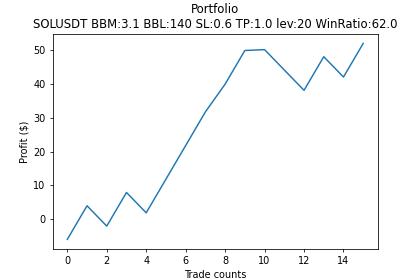 Portfolio
SOLUSDT BBM:3.1 BBL:140 SL:0.6 TP:1.0 lev:20 WinRatio:62.0
50
40
30
20
10
0
Profit ($)
0 2 4 6 8 10 12 14
Trade counts